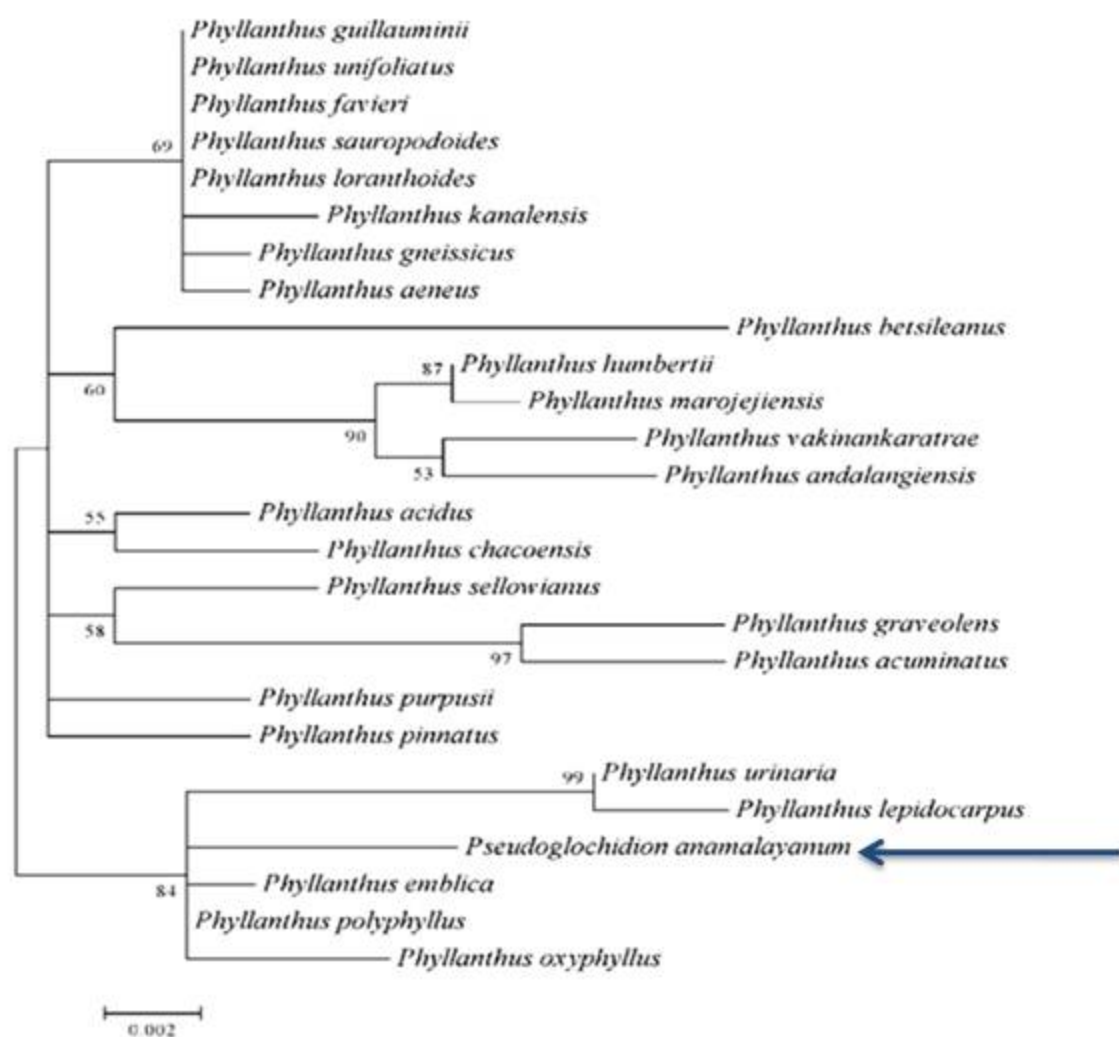 Phyllanthus guillauminii
Phyllanthus unifoliatus
Phyllanthus favieri
69
Phyllanthus sauropodoides
Phyllanthus loranthoides
Phyllanthus kanalensis
Phyllanthus gneissicus
Phyllanthus aeneus
Phyllanthus betsileanus
60
87
Phyllanthus humbertii
Phyllanthus marojejiensis
90
Phyllanthus vakinankaratrae
53
Phyllanthus andalangiensis
55
Phyllanthus acidus
Phyllanthus chacoensis
Phyllanthus sellowianus
58
Phyllanthus graveolens
97
Phyllanthus acuminatus
Phyllanthus purpusii
Phyllanthus pinnatus
99
Phyllanthus urinaria
Phyllanthus lepidocarpus
Pseudoglochidion anamalayanum
84
Phyllanthus emblica
Phyllanthus polyphyllus
Phyllanthus oxyphyllus
0.002